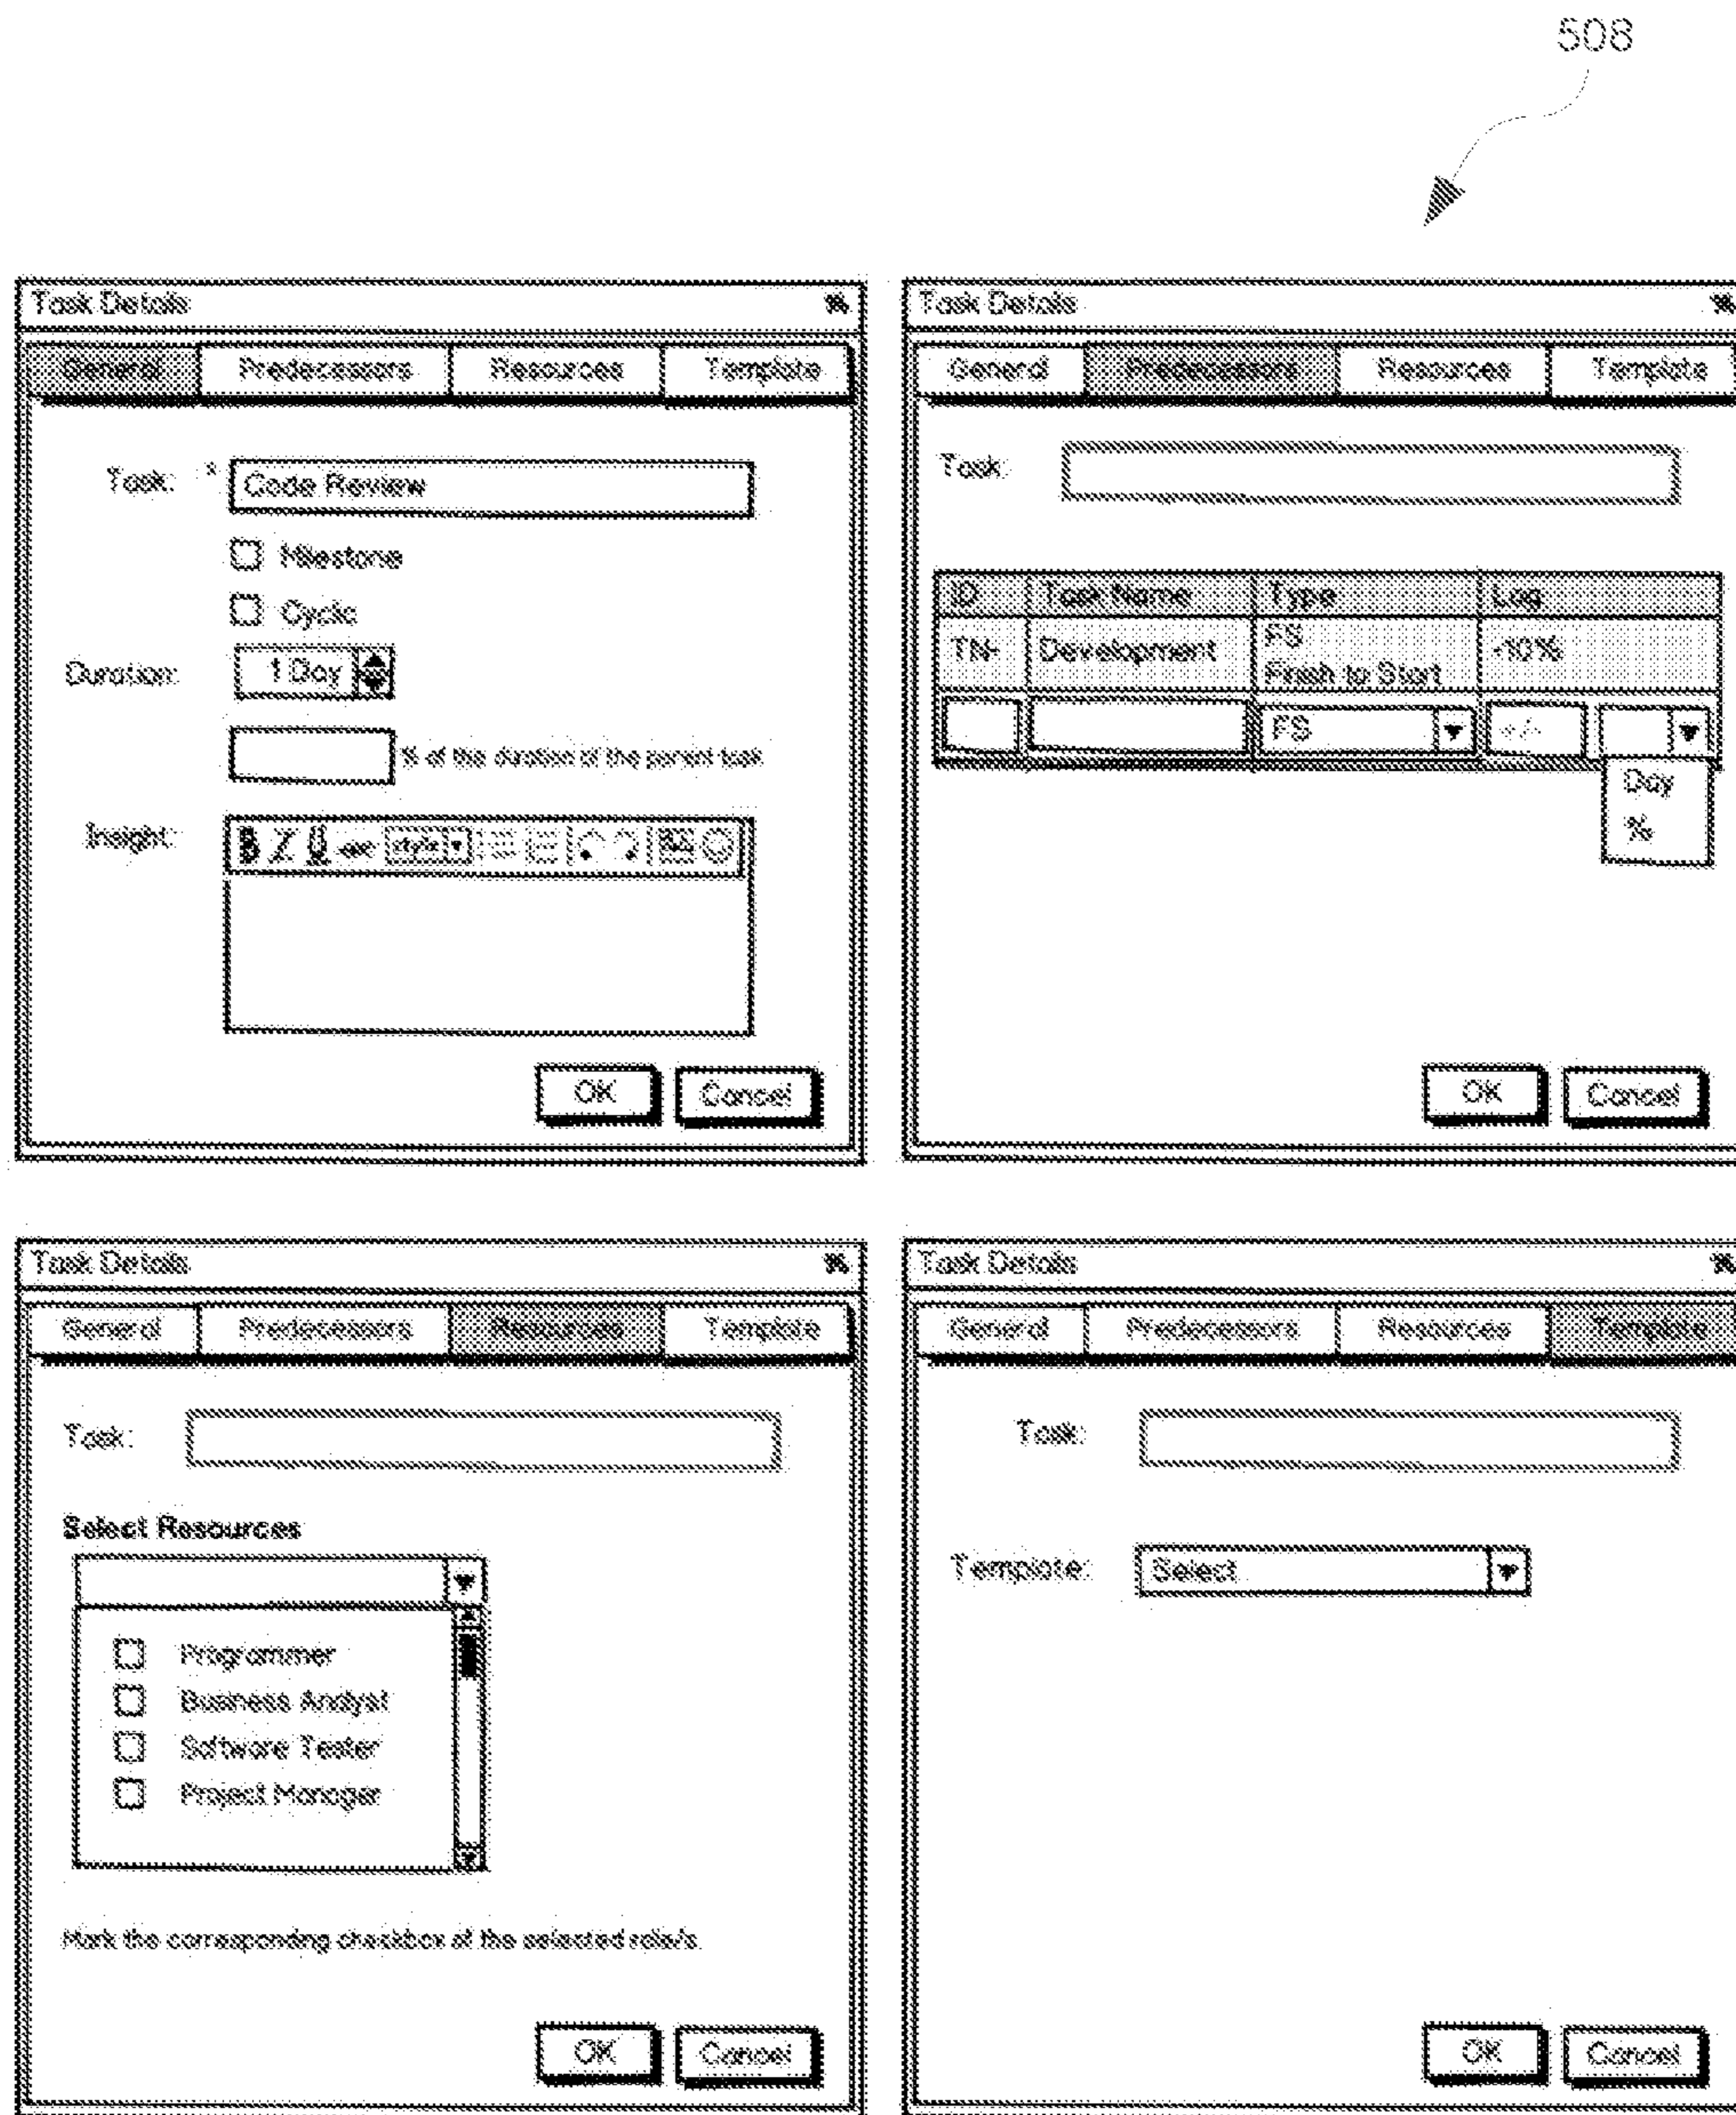 508
Task Details
General Predecessors Resources Template
Task: * Code Review
Milestone
Cyclic
Duration: 1 Day
% of the duration of the parent task
Insight: B I U abc style
OK Cancel
Task Details
General Predecessors Resources Template
Task:
ID Task Name Type Lag
TN- Development FS Finish to Start -10%
FS +/-
Day
%
OK Cancel
Task Details
General Predecessors Resources Template
Task:
Select Resources
Programmer
Business Analyst
Software Tester
Project Manager
Mark the corresponding checkbox of the selected role/s.
OK Cancel
Task Details
General Predecessors Resources Template
Task:
Template: Select..
OK Cancel